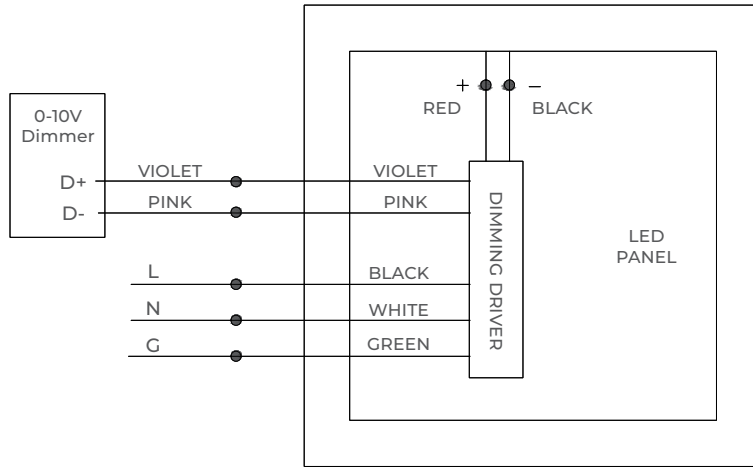 + −
RED BLACK
0-10V
Dimmer
D+ VIOLET VIOLET
D- PINK PINK
DIMMING DRIVER
LED
PANEL
L BLACK
N WHITE
G GREEN